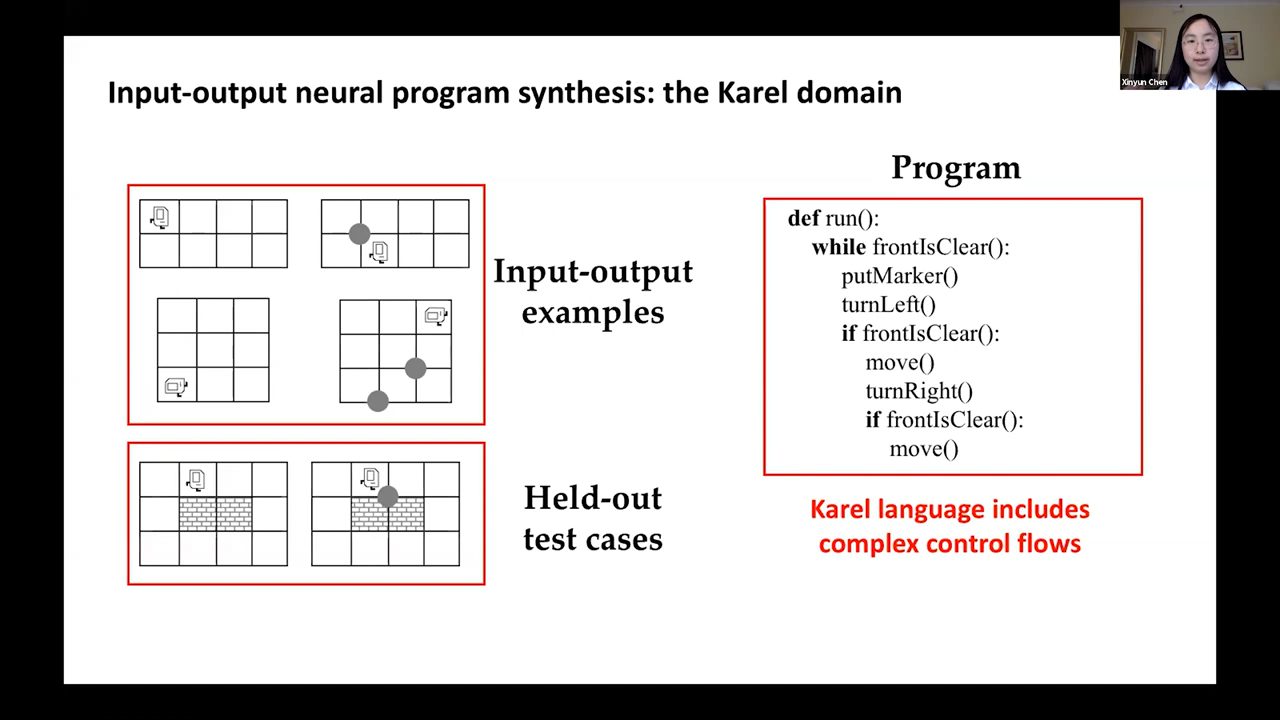 Input-output neural program synthesis: the Karel domain
Xinyun Chen
Input-output
examples
Held-out
test cases
Program
def run():
while frontIsClear():
putMarker()
turnLeft()
if frontIsClear():
move()
turnRight()
if frontIsClear():
move()
Karel language includes
complex control flows